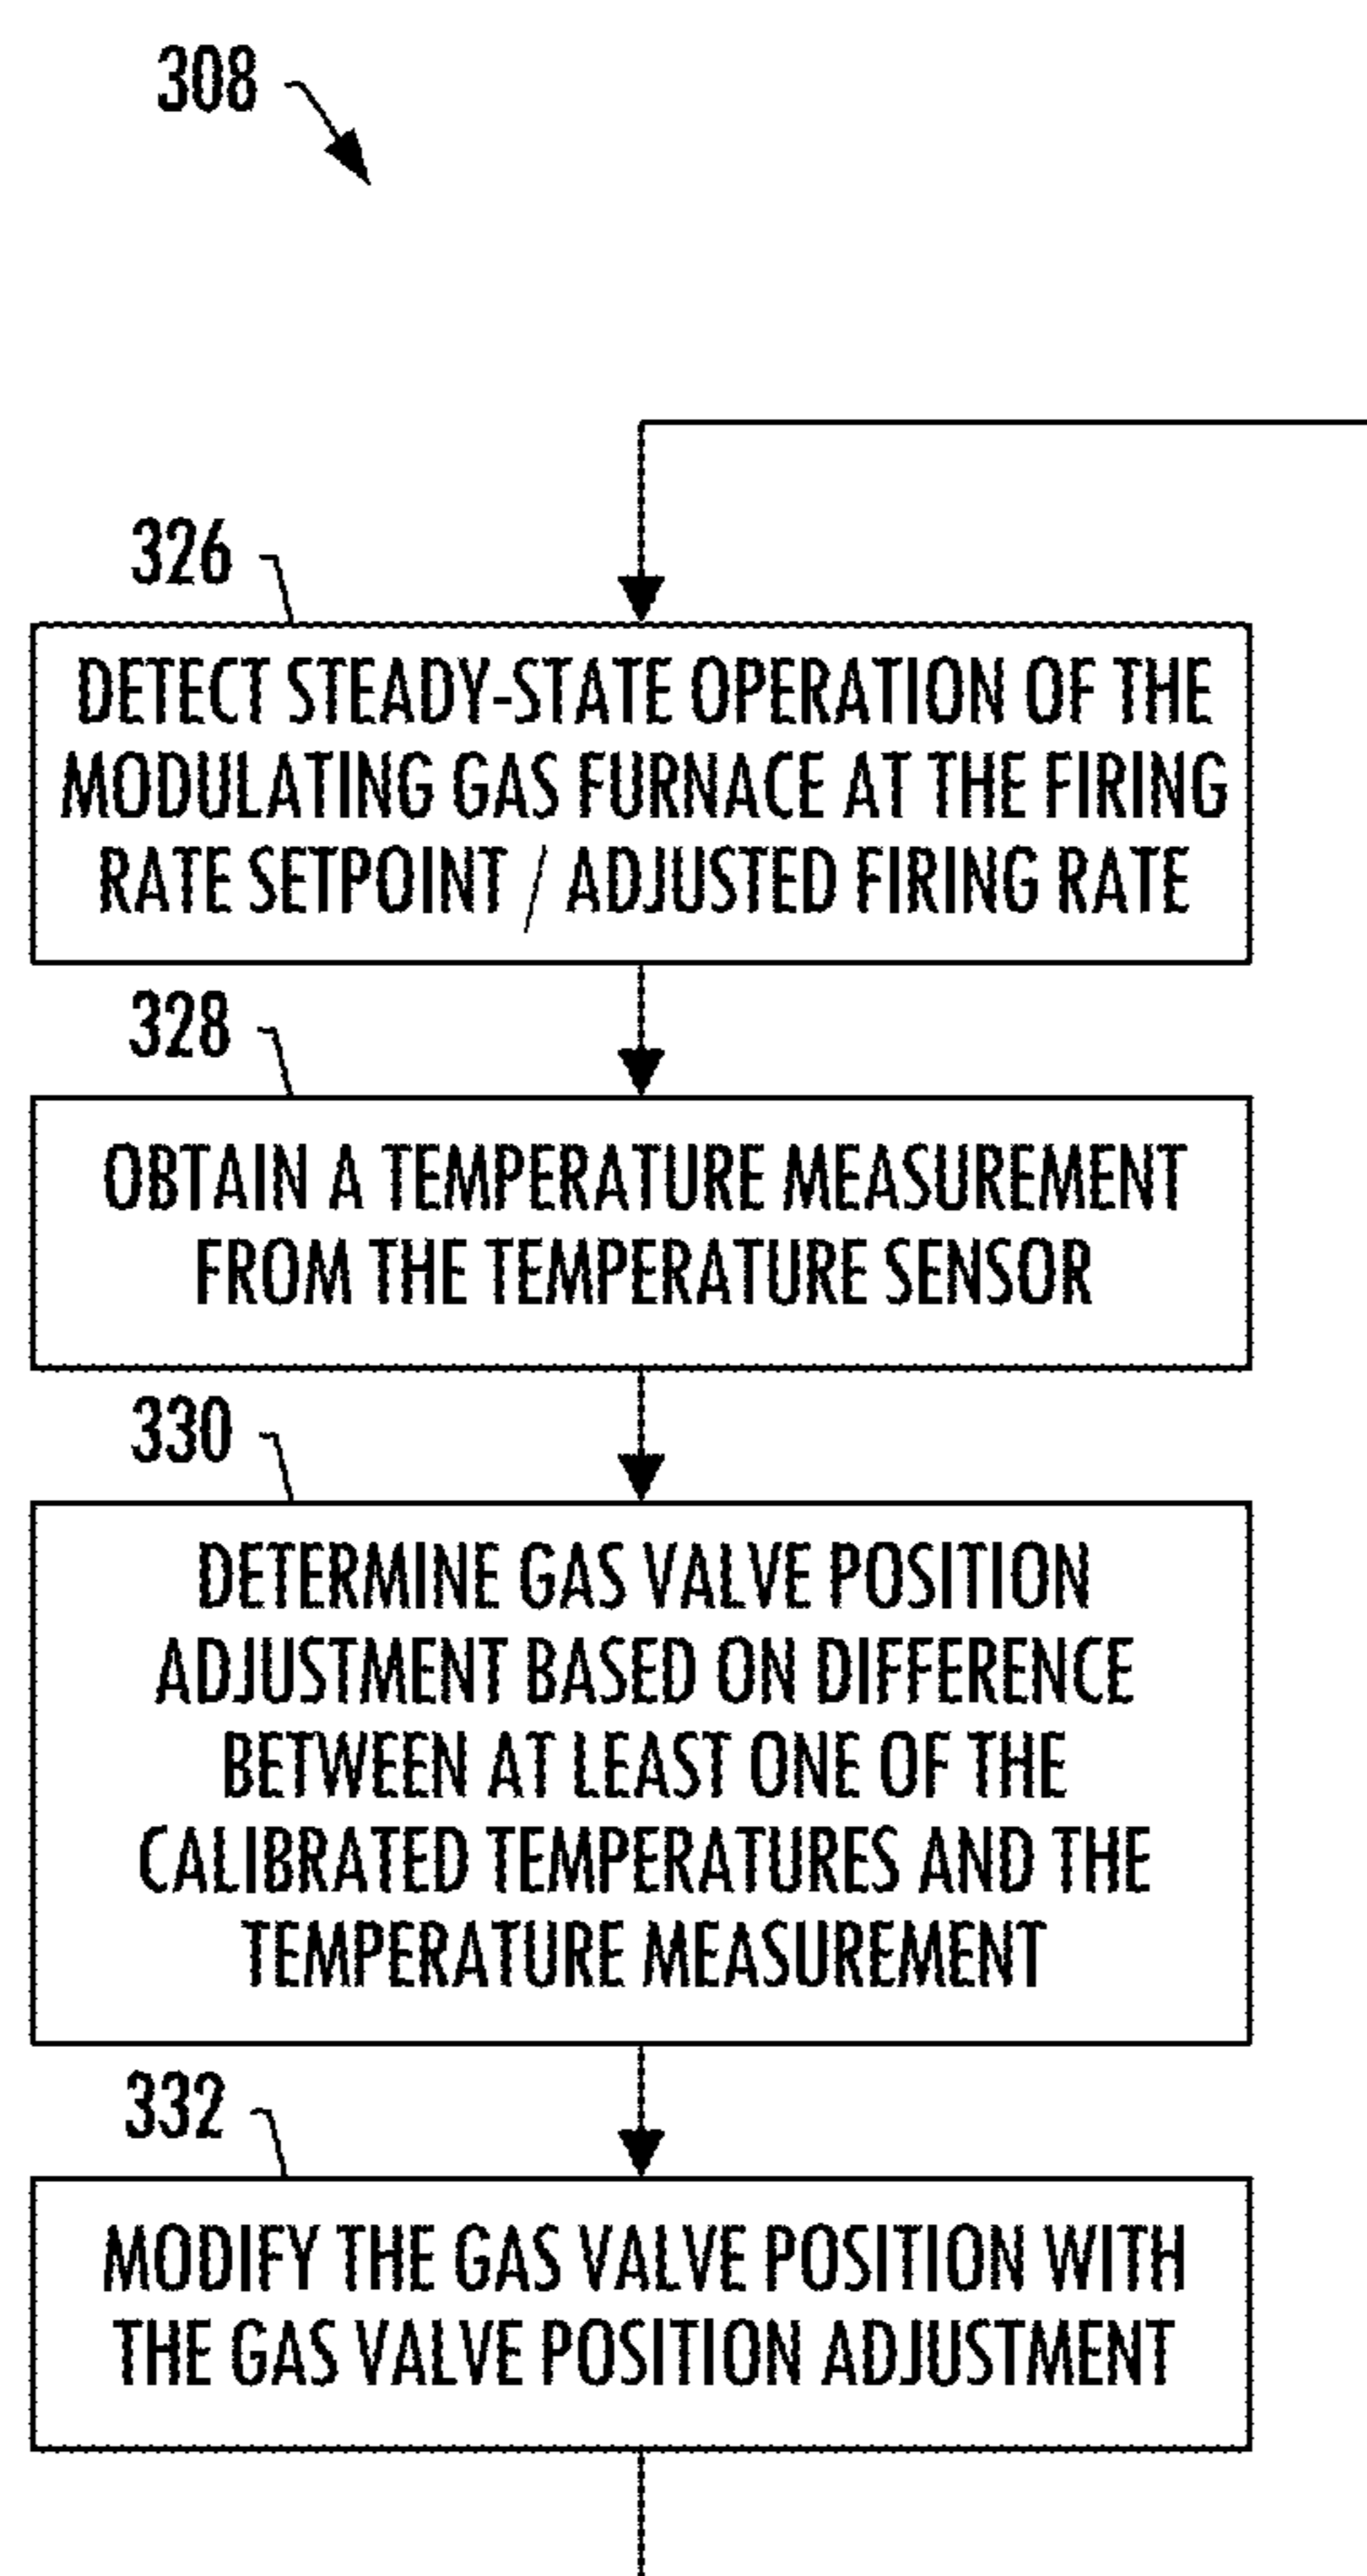 308
326
DETECT STEADY-STATE OPERATION OF THE
MODULATING GAS FURNACE AT THE FIRING
RATE SETPOINT / ADJUSTED FIRING RATE
328
OBTAIN A TEMPERATURE MEASUREMENT
FROM THE TEMPERATURE SENSOR
330
DETERMINE GAS VALVE POSITION
ADJUSTMENT BASED ON DIFFERENCE
BETWEEN AT LEAST ONE OF THE
CALIBRATED TEMPERATURES AND THE
TEMPERATURE MEASUREMENT
332
MODIFY THE GAS VALVE POSITION WITH
THE GAS VALVE POSITION ADJUSTMENT